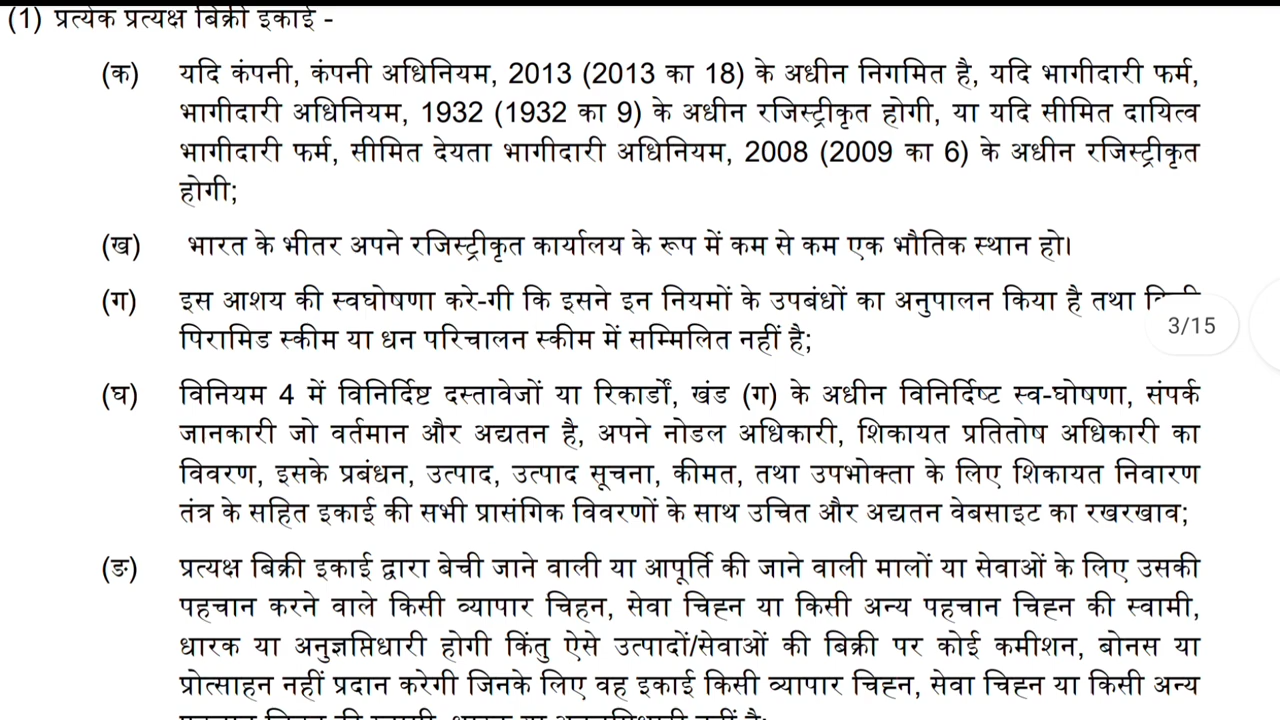 (1) प्रत्येक प्रत्यक्ष बिक्री इकाई -
(क) यदि कंपनी, कंपनी अधिनियम, 2013 (2013 का 18) के अधीन निगमित है, यदि भागीदारी फर्म,
भागीदारी अधिनियम, 1932 (1932 का 9) के अधीन रजिस्ट्रीकृत होगी, या यदि सीमित दायित्व
भागीदारी फर्म, सीमित देयता भागीदारी अधिनियम, 2008 (2009 का 6) के अधीन रजिस्ट्रीकृत
होगी;
(ख) भारत के भीतर अपने रजिस्ट्रीकृत कार्यालय के रूप में कम से कम एक भौतिक स्थान हो।
(ग) इस आशय की स्वघोषणा करे-गी कि इसने इन नियमों के उपबंधों का अनुपालन किया है तथा
3/15
पिरामिड स्कीम या धन परिचालन स्कीम में सम्मिलित नहीं है;
(घ) विनियम 4 में विनिर्दिष्ट दस्तावेजों या रिकार्डों, खंड (ग) के अधीन विनिर्दिष्ट स्व-घोषणा, संपर्क
जानकारी जो वर्तमान और अद्यतन है, अपने नोडल अधिकारी, शिकायत प्रतितोष अधिकारी का
विवरण, इसके प्रबंधन, उत्पाद, उत्पाद सूचना, कीमत, तथा उपभोक्ता के लिए शिकायत निवारण
तंत्र के सहित इकाई की सभी प्रासंगिक विवरणों के साथ उचित और अद्यतन वेबसाइट का रखरखाव;
(ङ) प्रत्यक्ष बिक्री इकाई द्वारा बेची जाने वाली या आपूर्ति की जाने वाली मालों या सेवाओं के लिए उसकी
पहचान करने वाले किसी व्यापार चिहन, सेवा चिह्न या किसी अन्य पहचान चिह्न की स्वामी,
धारक या अनुज्ञप्तिधारी होगी किंतु ऐसे उत्पादों/सेवाओं की बिक्री पर कोई कमीशन, बोनस या
प्रोत्साहन नहीं प्रदान करेगी जिनके लिए वह इकाई किसी व्यापार चिह्न, सेवा चिह्न या किसी अन्य